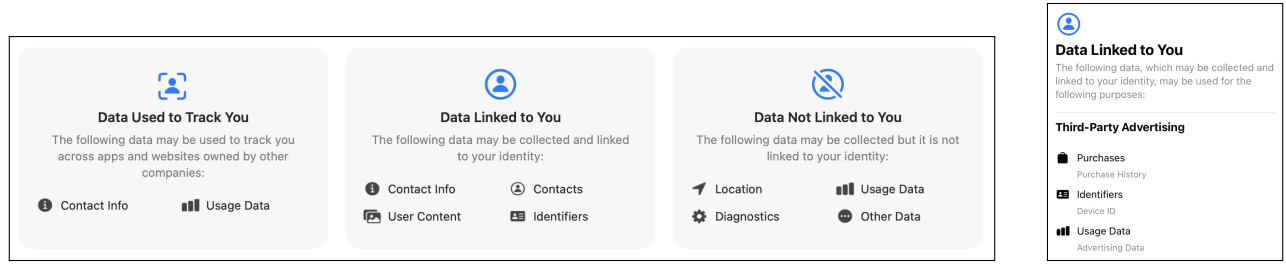 Data Used to Track You
The following data may be used to track you
across apps and websites owned by other
companies:
Contact Info
Usage Data
Data Linked to You
The following data may be collected and linked
to your identity:
Contact Info
Contacts
User Content
Identifiers
Data Not Linked to You
The following data may be collected but it is not
linked to your identity:
Location
Usage Data
Diagnostics
Other Data
Data Linked to You
The following data, which may be collected and
linked to your identity, may be used for the
following purposes:
Third-Party Advertising
Purchases
Purchase History
Identifiers
Device ID
Usage Data
Advertising Data